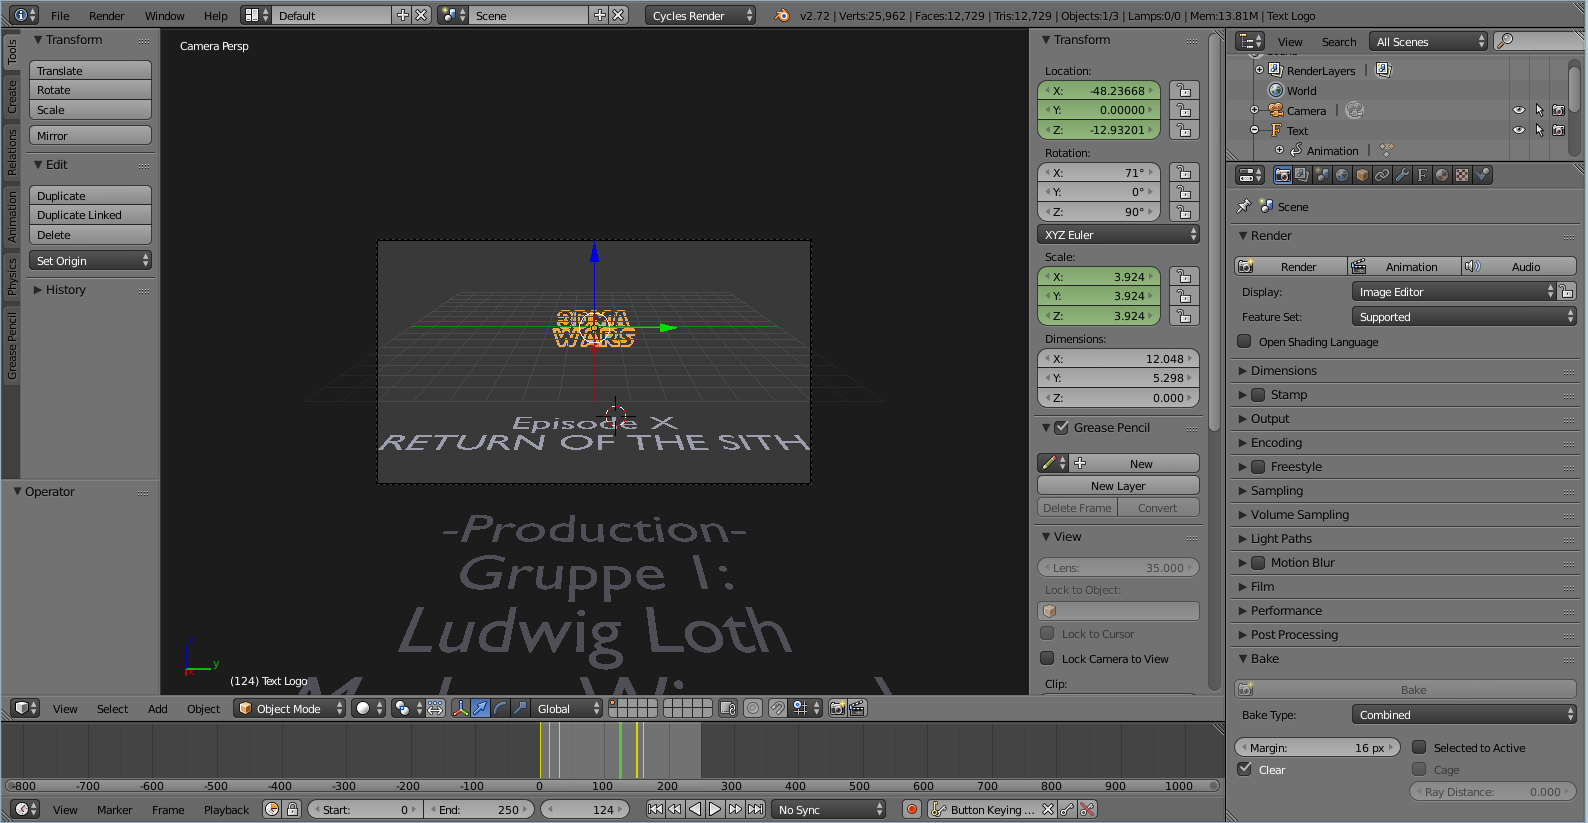 File Render Window Help Default Scene Cycles Render v2.72 | Verts:25,962 | Faces:12,729 | Tris:12,729 | Objects:1/3 | Lamps:0/0 | Mem:13.81M | Text Logo
Tools
Create
Relations
Animation
Physics
Grease Pencil
Transform
Translate
Rotate
Scale
Mirror
Edit
Duplicate
Duplicate Linked
Delete
Set Origin
History
Operator
Camera Persp
WARS
Episode X
RETURN OF THE SITH
-Production-
Gruppe 1:
Ludwig Loth
z
y
x
(124) Text Logo
Transform
Location:
X: -48.23668
Y: 0.00000
Z: -12.93201
Rotation:
X: 71°
Y: 0°
Z: 90°
XYZ Euler
Scale:
X: 3.924
Y: 3.924
Z: 3.924
Dimensions:
X: 12.048
Y: 5.298
Z: 0.000
Grease Pencil
New
New Layer
Delete Frame Convert
View
Lens: 35.000
Lock to Object:
Lock to Cursor
Lock Camera to View
Clip:
View Search All Scenes
RenderLayers
World
Camera
Text
Animation
Scene
Render
Render Animation Audio
Display: Image Editor
Feature Set: Supported
Open Shading Language
Dimensions
Stamp
Output
Encoding
Freestyle
Sampling
Volume Sampling
Light Paths
Motion Blur
Film
Performance
Post Processing
Bake
Bake
Bake Type: Combined
Margin: 16 px Selected to Active
Clear Cage
Ray Distance: 0.000
View Select Add Object Object Mode Global
-800 -700 -600 -500 -400 -300 -200 -100 0 100 200 300 400 500 600 700 800 900 1000
View Marker Frame Playback Start: 0 End: 250 124 No Sync Button Keying ...